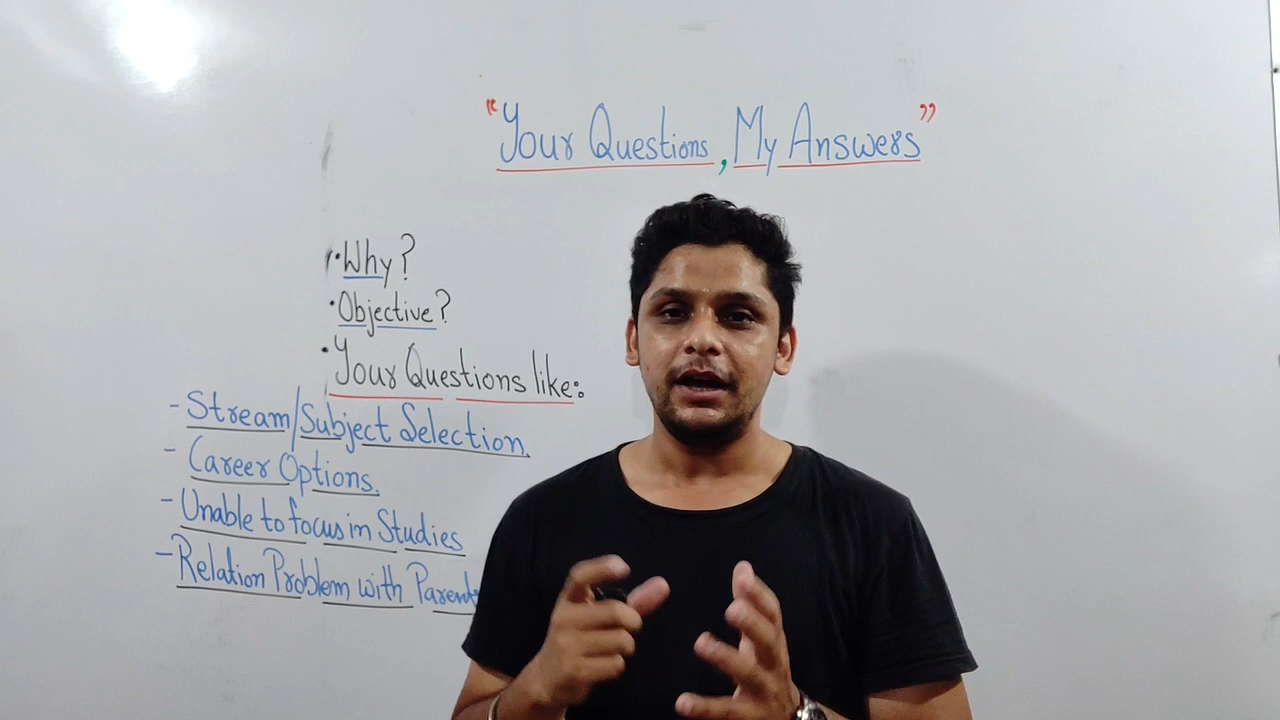 "Your Questions, My Answers"
• Why?
• Objective?
• Your Questions like:
- Stream/Subject Selection.
- Career Options.
- Unable to focus in Studies
- Relation Problem with Parents